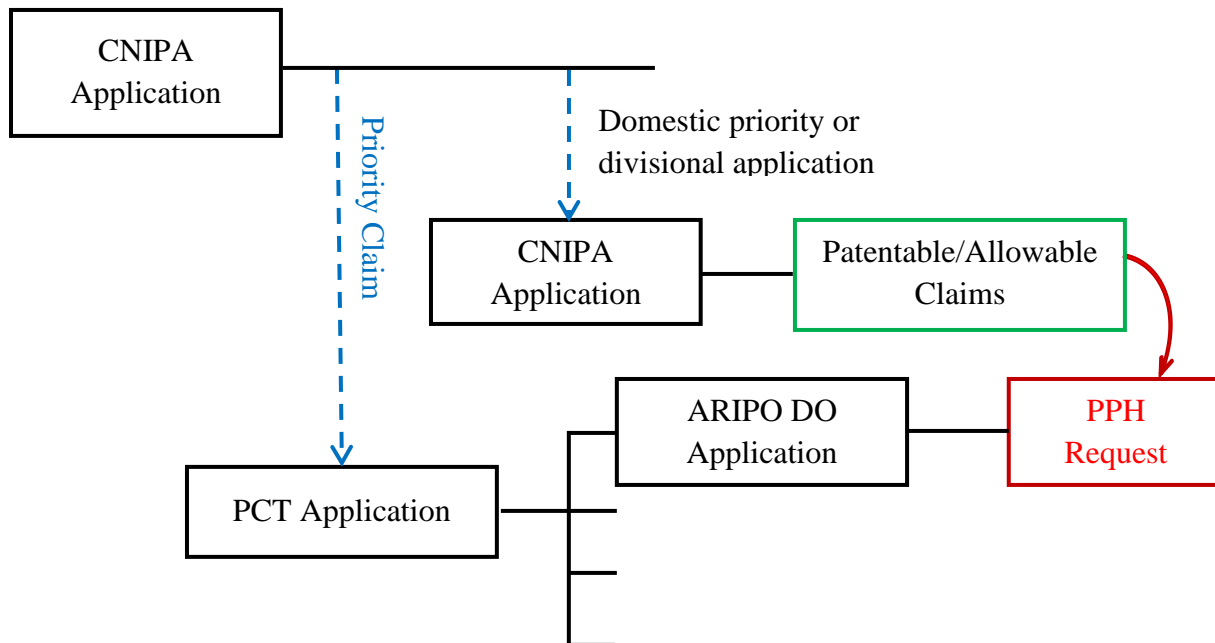 CNIPA
Application
Priority Claim
Domestic priority or
divisional application
CNIPA
Application
Patentable/Allowable
Claims
ARIPO DO
Application
PPH
Request
PCT Application